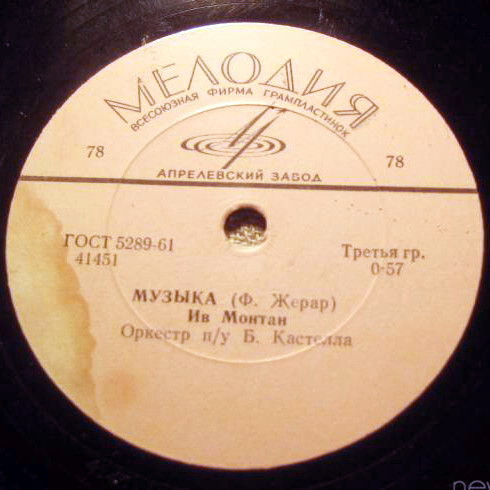 МЕЛОДИЯ
ВСЕСОЮЗНАЯ ФИРМА ГРАМПЛАСТИНОК
78
78
АПРЕЛЕВСКИЙ ЗАВОД
ГОСТ 5289-61
41451
Третья гр.
0-57
МУЗЫКА (Ф. Жерар)
Ив Монтан
Оркестр п/у Б. Кастелла